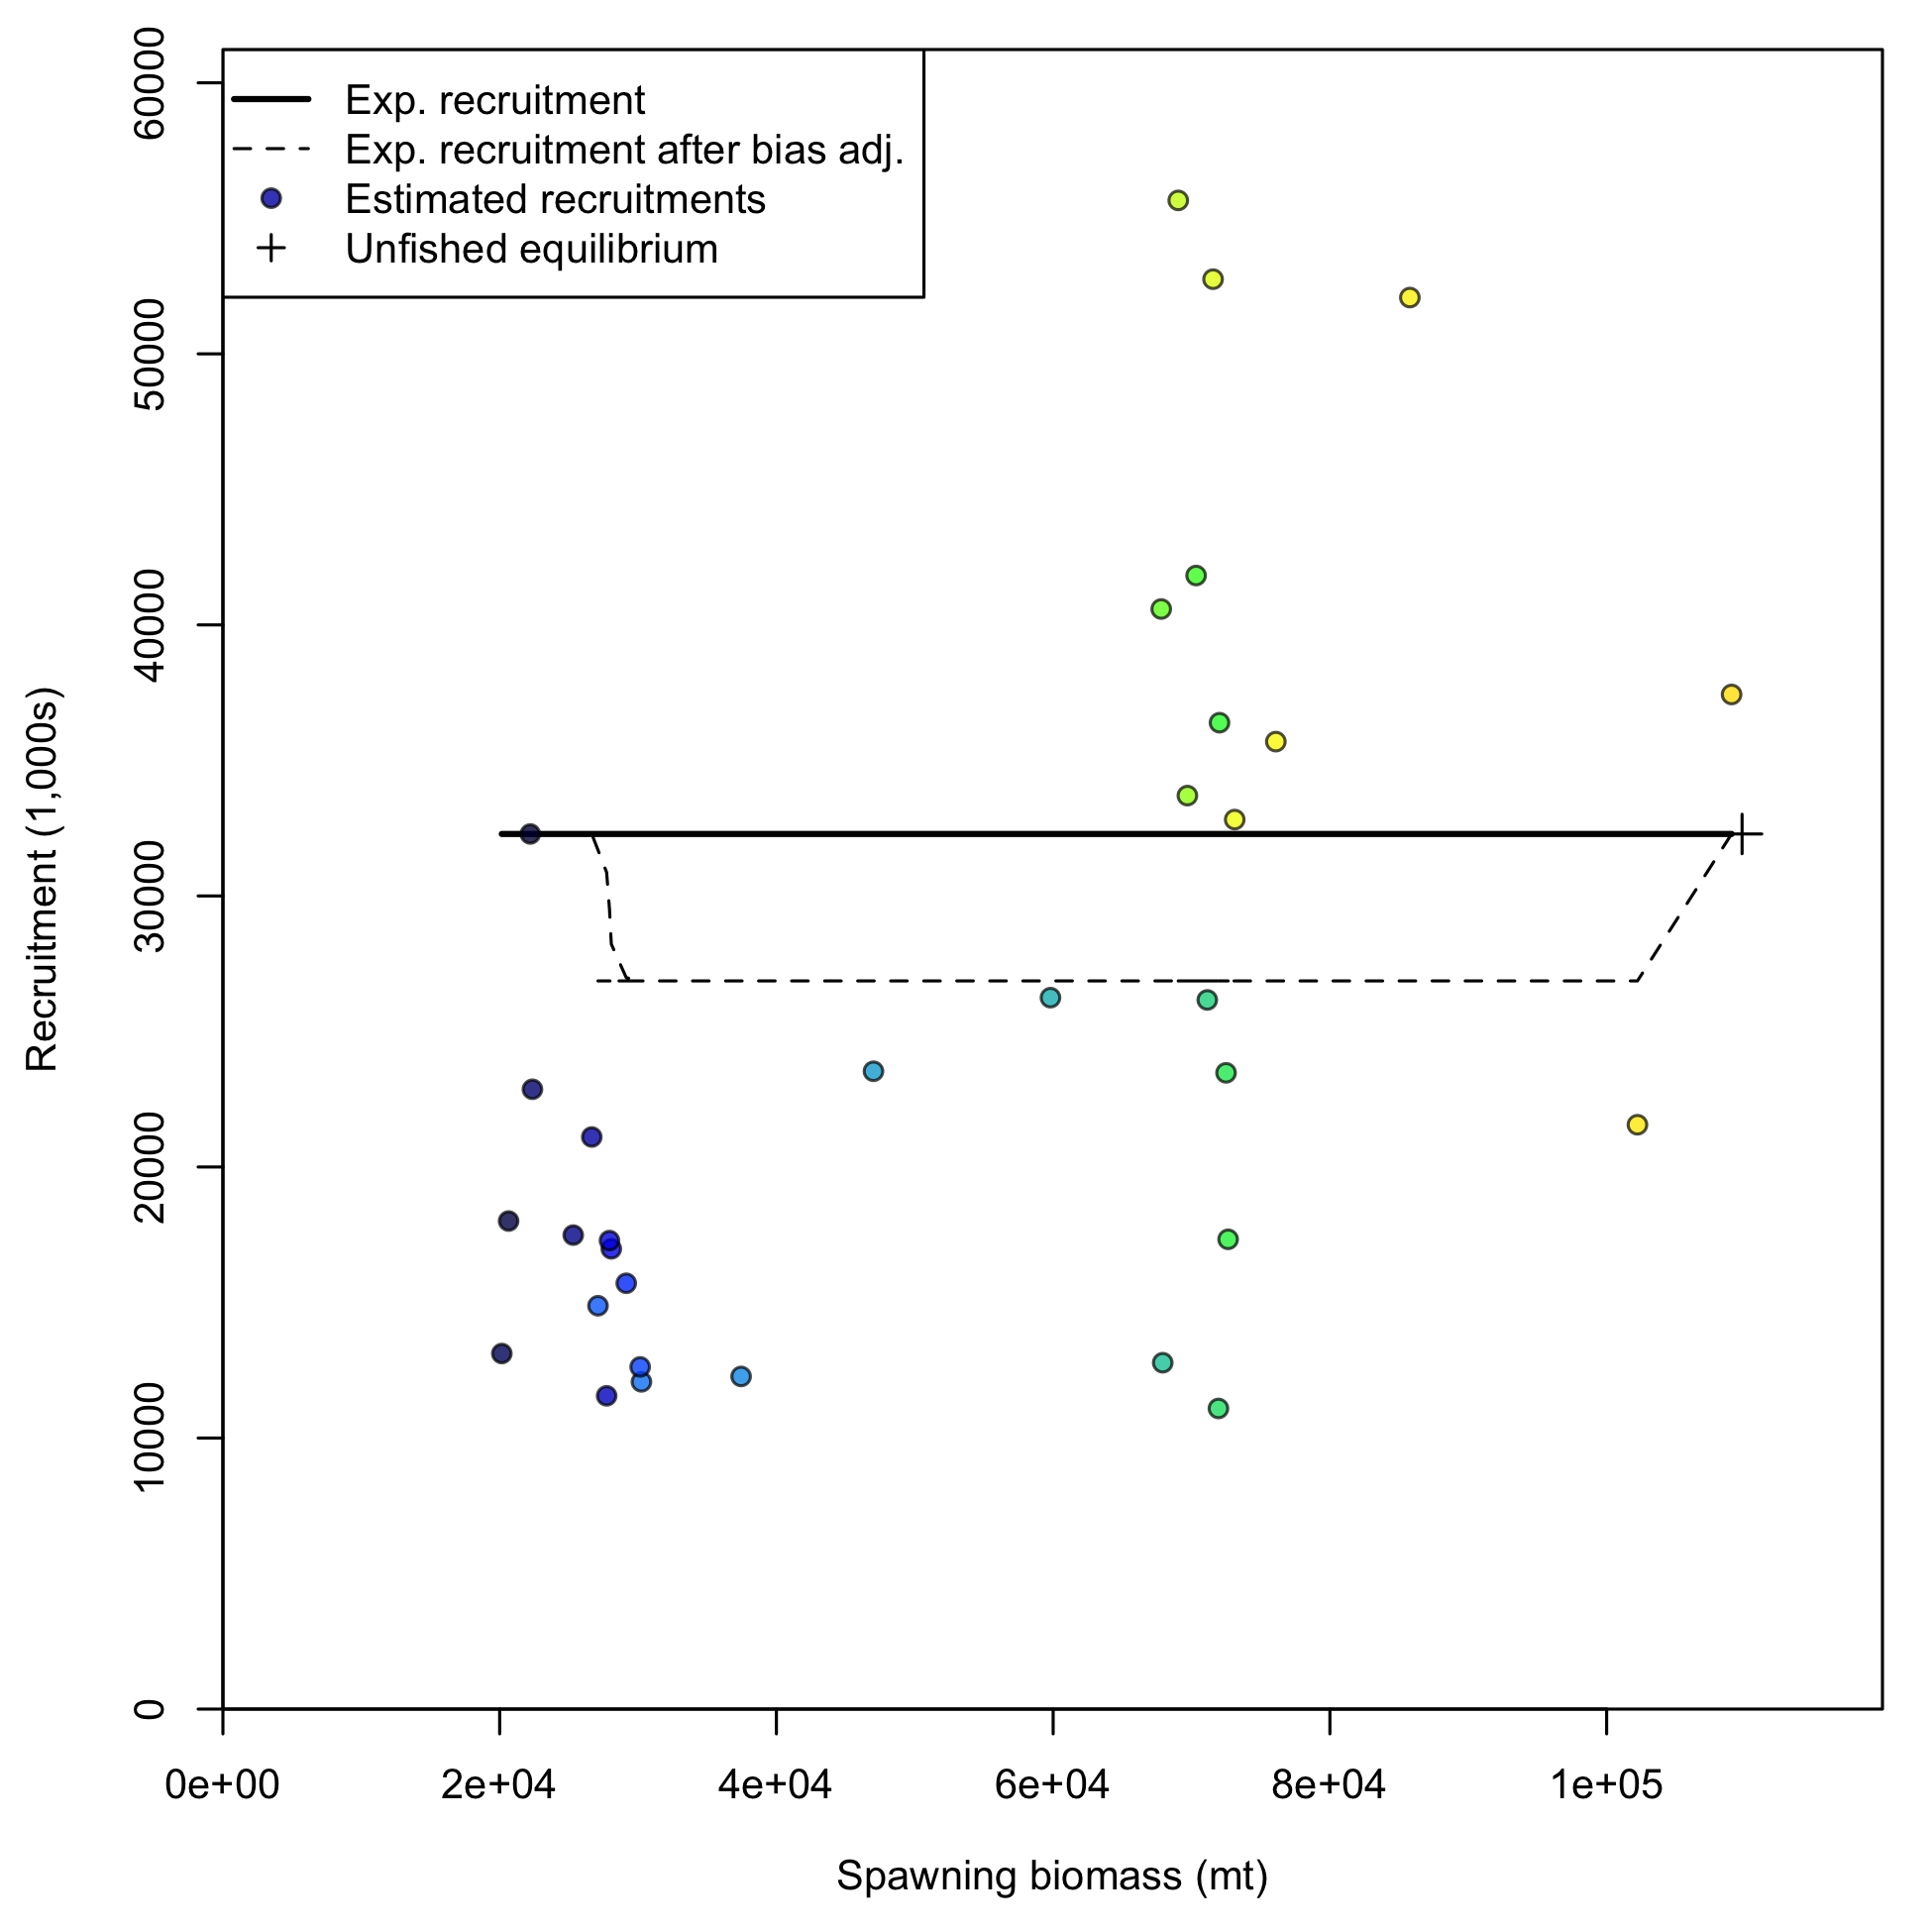 Exp. recruitment
Exp. recruitment after bias adj.
Estimated recruitments
Unfished equilibrium
Recruitment (1,000s)
60000
50000
40000
30000
20000
10000
0
0e+00 2e+04 4e+04 6e+04 8e+04 1e+05
Spawning biomass (mt)